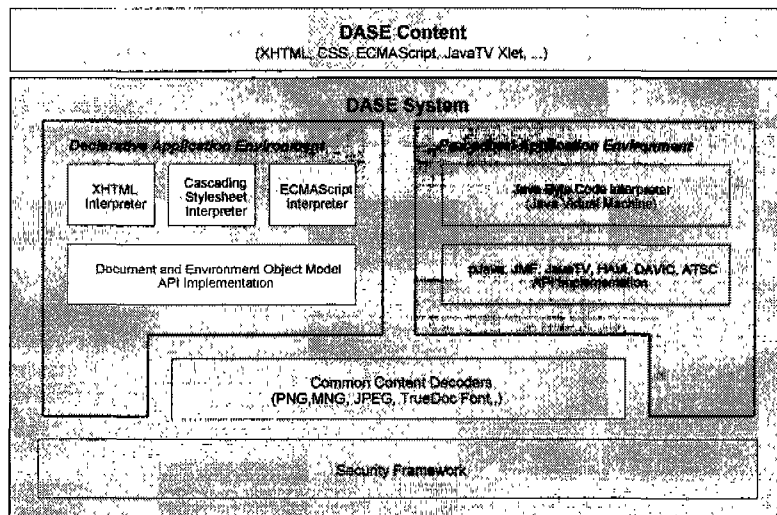 DASE Content
(XHTML, CSS, ECMAScript, JavaTV Xlet, ...)
DASE System
Declarative Application Environment
XHTML
Interpreter
Cascading
Stylesheet
Interpreter
ECMAScript
Interpreter
Document and Environment Object Model
API Implementation
Procedural Application Environment
Java Byte Code Interpreter
(Java Virtual Machine)
pJava, JMF, JavaTV, HAVi, DAVIC, ATSC
API Implementation
Common Content Decoders
(PNG,MNG, JPEG, TrueDoc Font,.)
Security Framework